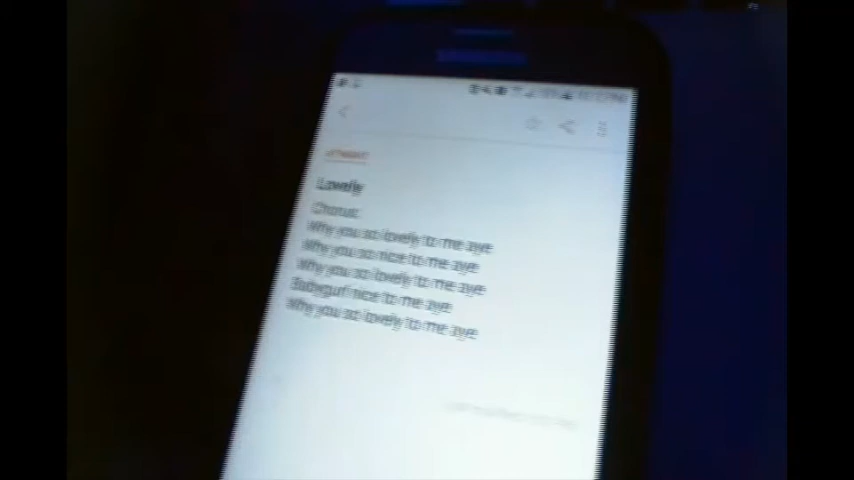 Lovely
Chorus:
Why you so lovely to me aye
Why you so nice to me aye
Why you so lovely to me aye
Babygurl nice to me aye
Why you so lovely to me aye